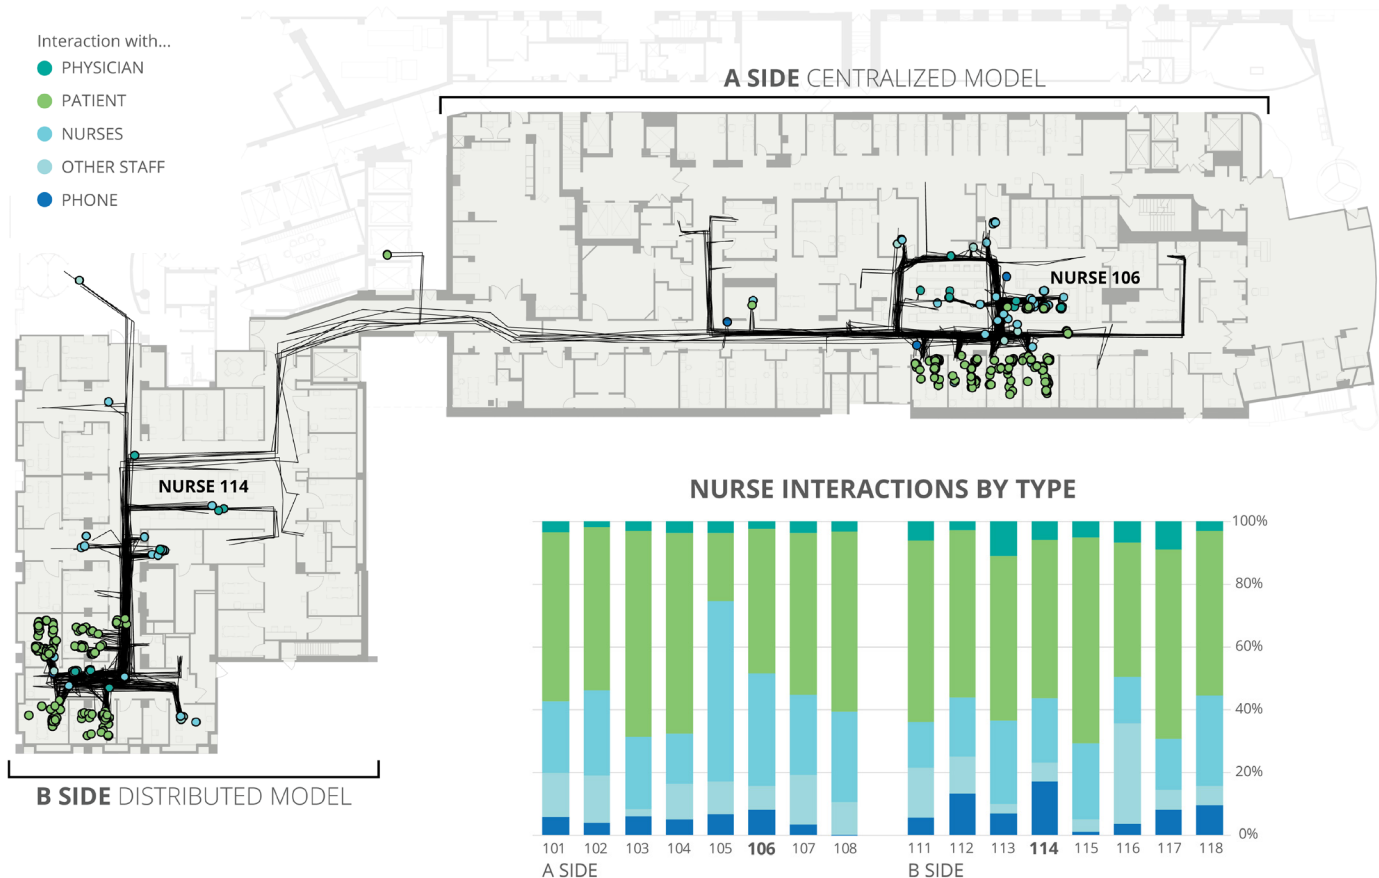 Interaction with...
PHYSICIAN
PATIENT
NURSES
OTHER STAFF
PHONE
A SIDE CENTRALIZED MODEL
NURSE 106
NURSE 114
B SIDE DISTRIBUTED MODEL
NURSE INTERACTIONS BY TYPE
100%
80%
60%
40%
20%
0%
101 102 103 104 105 106 107 108 111 112 113 114 115 116 117 118
A SIDE B SIDE